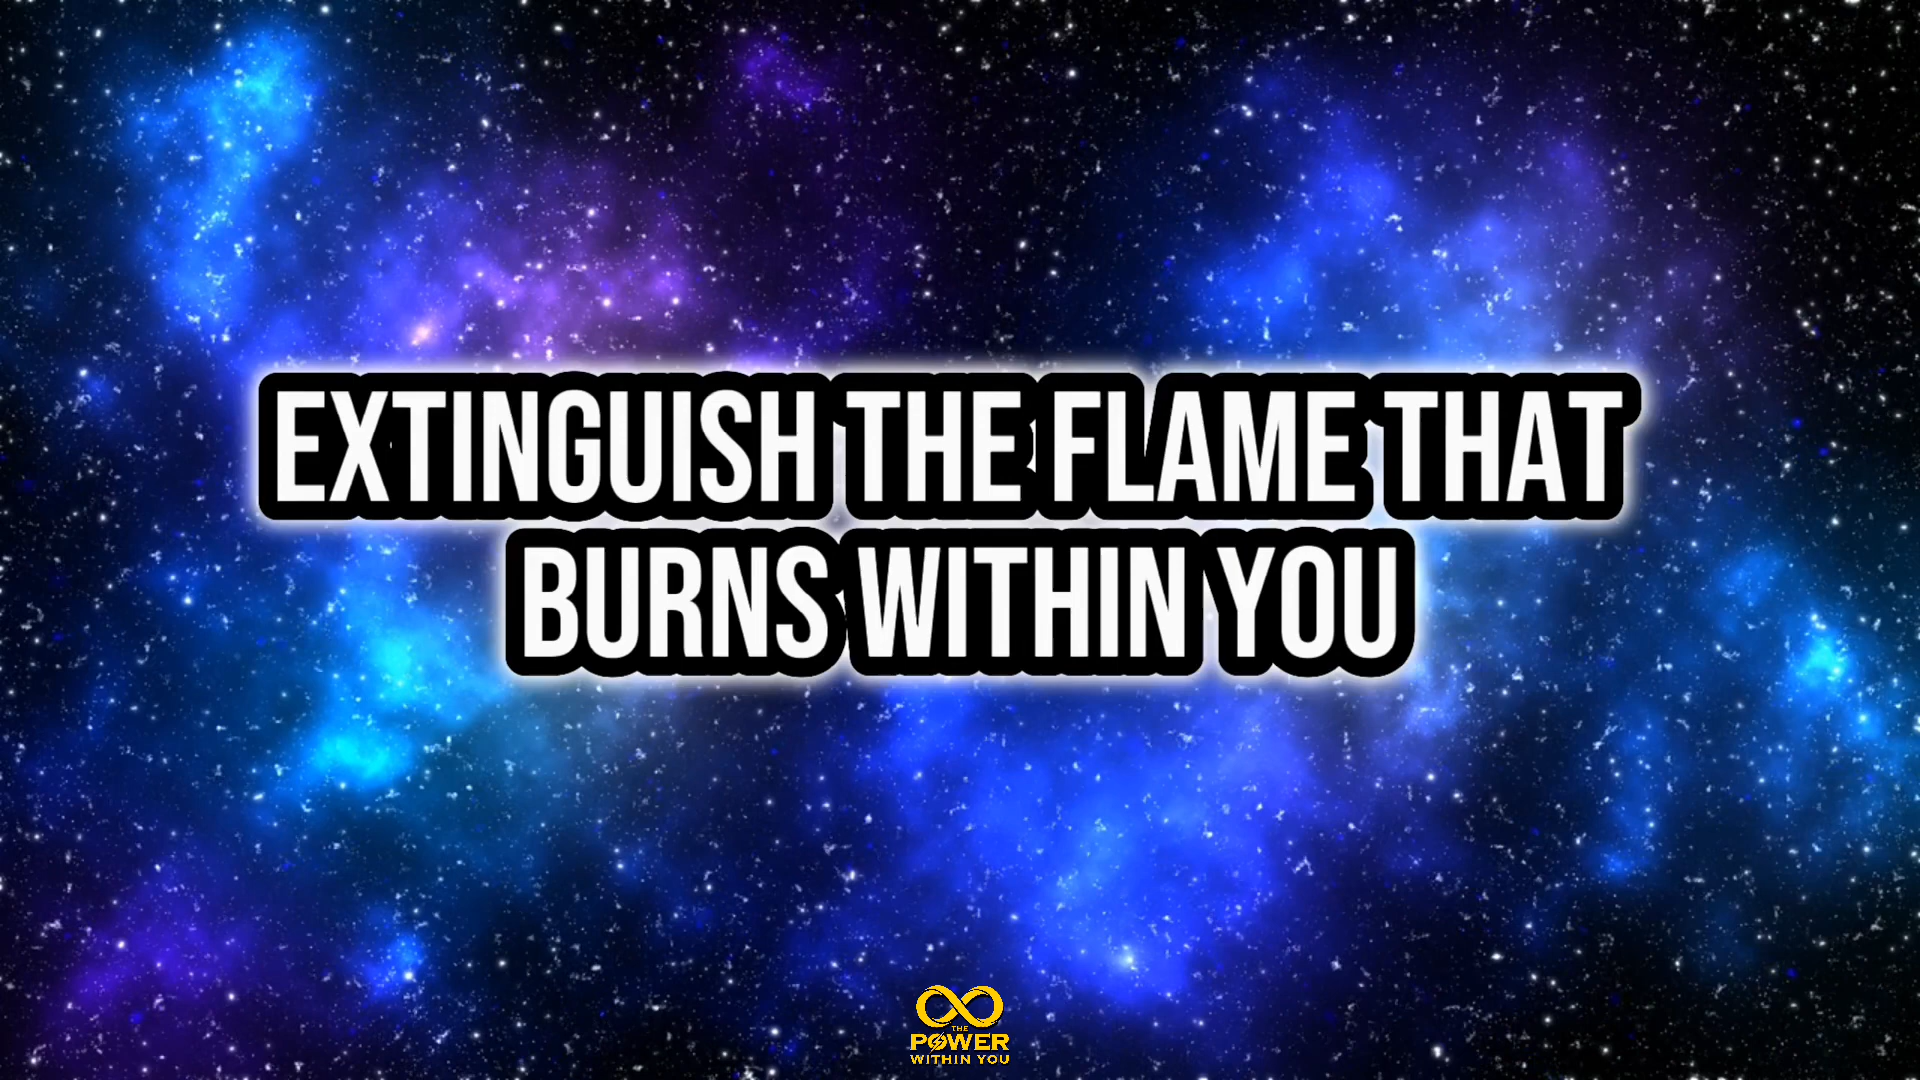 EXTINGUISH THE FLAME THAT
BURNS WITHIN YOU
THE
POWER
WITHIN YOU